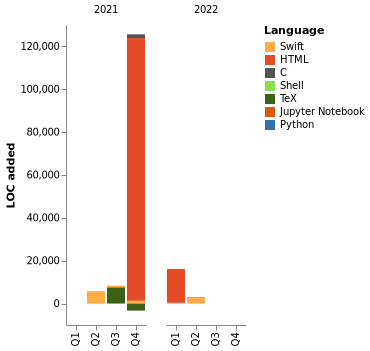 2021
2022
Language
Swift
HTML
C
Shell
TeX
Jupyter Notebook
Python
LOC added
120,000
100,000
80,000
60,000
40,000
20,000
0
Q1
Q2
Q3
Q4
Q1
Q2
Q3
Q4